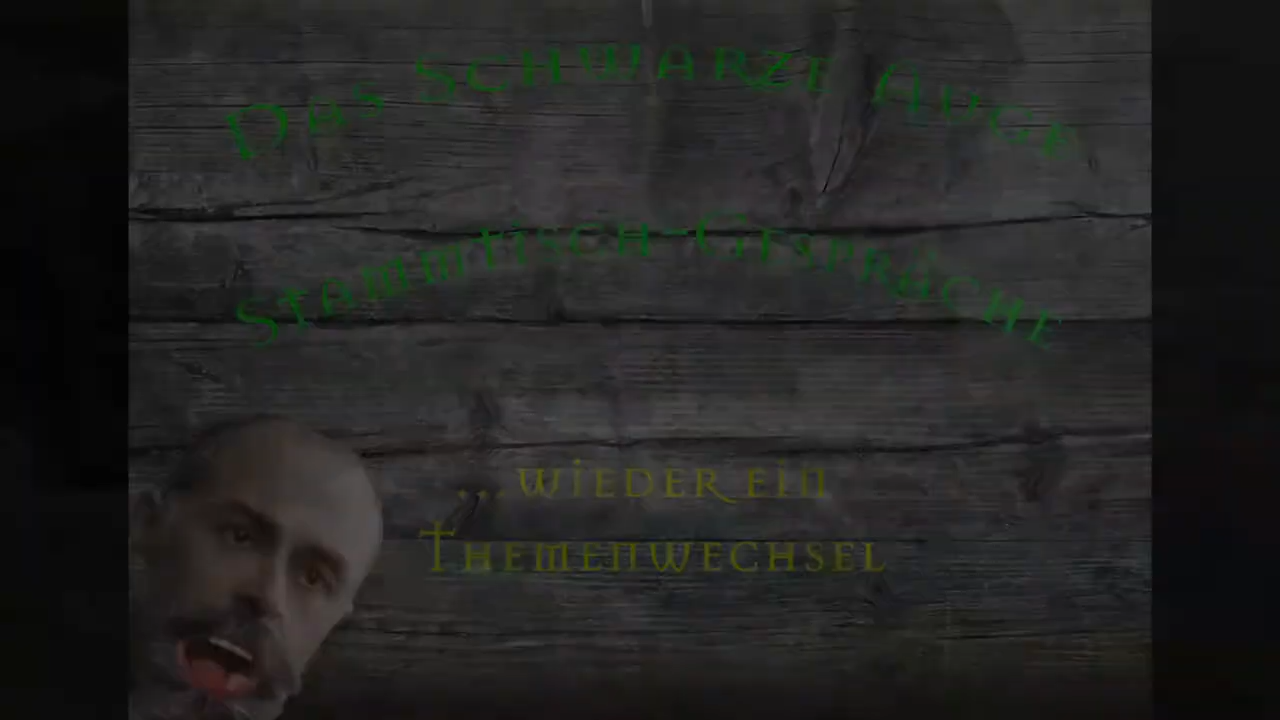 Das Schwarze Auge
Stammtisch-Gespräche
...wieder ein
Themenwechsel